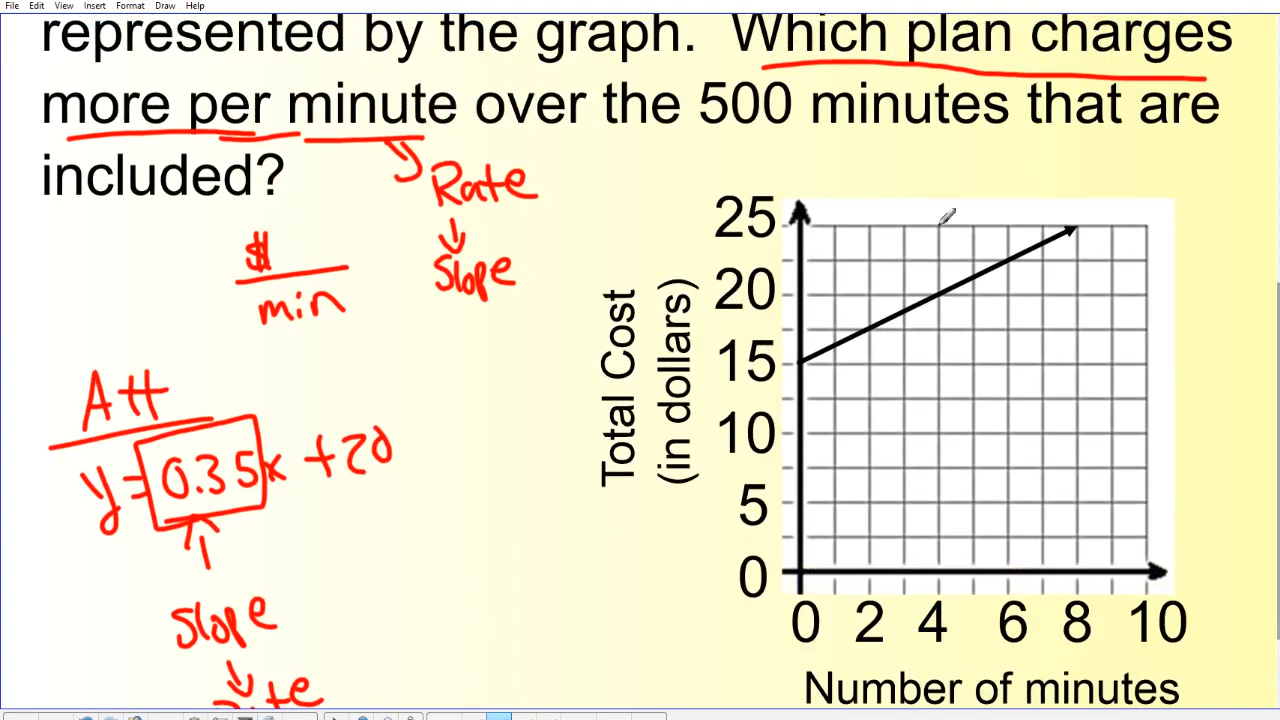 File Edit View Insert Format Draw Help
represented by the graph. Which plan charges
more per minute over the 500 minutes that are
included?
Rate
Slope
$
min
Att
y=0.35x+20
Slope
Total Cost
(in dollars)
25
20
15
10
5
0
0 2 4 6 8 10
Number of minutes